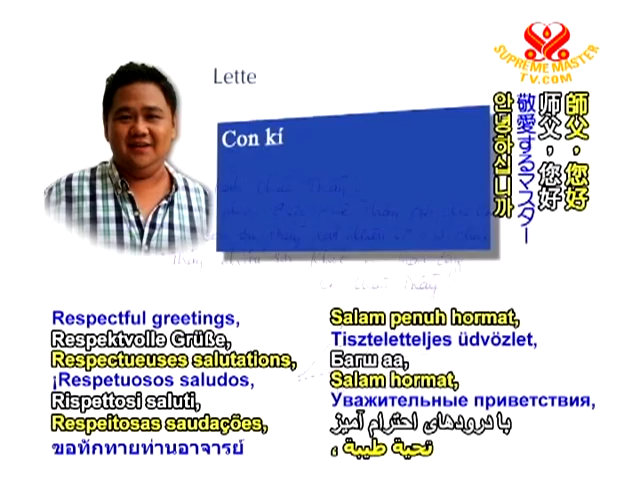 SUPREME MASTER
TV.COM
Lette
Con kí
師父，您好
师父，您好
敬愛するマスター
안녕하십니까
Respectful greetings,
Respektvolle Grüße,
Respectueuses salutations,
¡Respetuosos saludos,
Rispettosi saluti,
Respeitosas saudações,
ขอทักทายท่านอาจารย์
Salam penuh hormat,
Tiszteletteljes üdvözlet,
Багш аа,
Salam hormat,
Уважительные приветствия,
با درودهای احترام آمیز
تحية طيبة ،